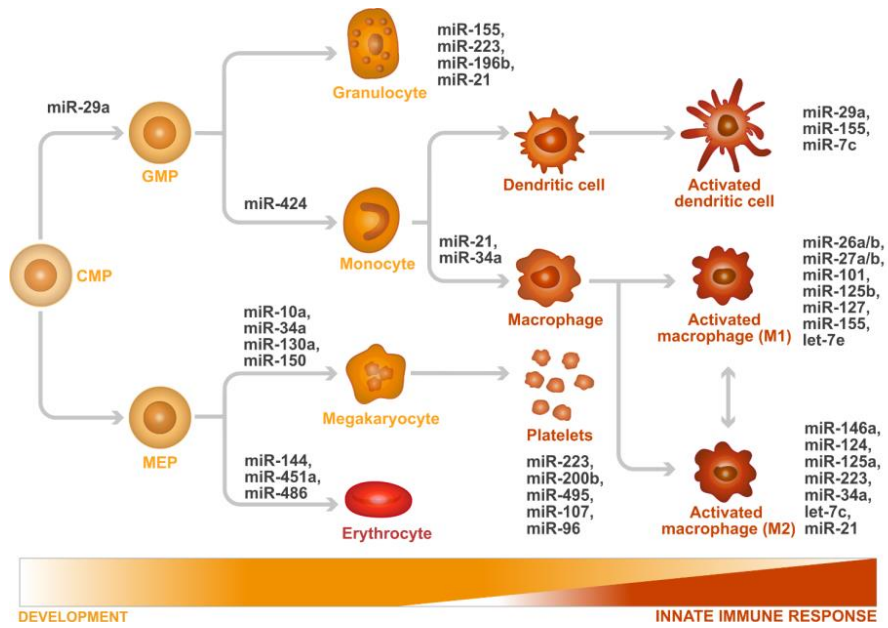 miR-155,
miR-223,
miR-196b,
miR-21
Granulocyte
miR-29a
GMP
miR-424
Monocyte
CMP
Dendritic cell
Activated
dendritic cell
miR-29a,
miR-155,
miR-7c
miR-21,
miR-34a
Macrophage
Activated
macrophage (M1)
miR-26a/b,
miR-27a/b,
miR-101,
miR-125b,
miR-127,
miR-155,
let-7e
miR-10a,
miR-34a
miR-130a,
miR-150
Megakaryocyte
Platelets
MEP
miR-144,
miR-451a,
miR-486
Erythrocyte
miR-223,
miR-200b,
miR-495,
miR-107,
miR-96
Activated
macrophage (M2)
miR-146a,
miR-124,
miR-125a,
miR-223,
miR-34a,
let-7c,
miR-21
DEVELOPMENT
INNATE IMMUNE RESPONSE